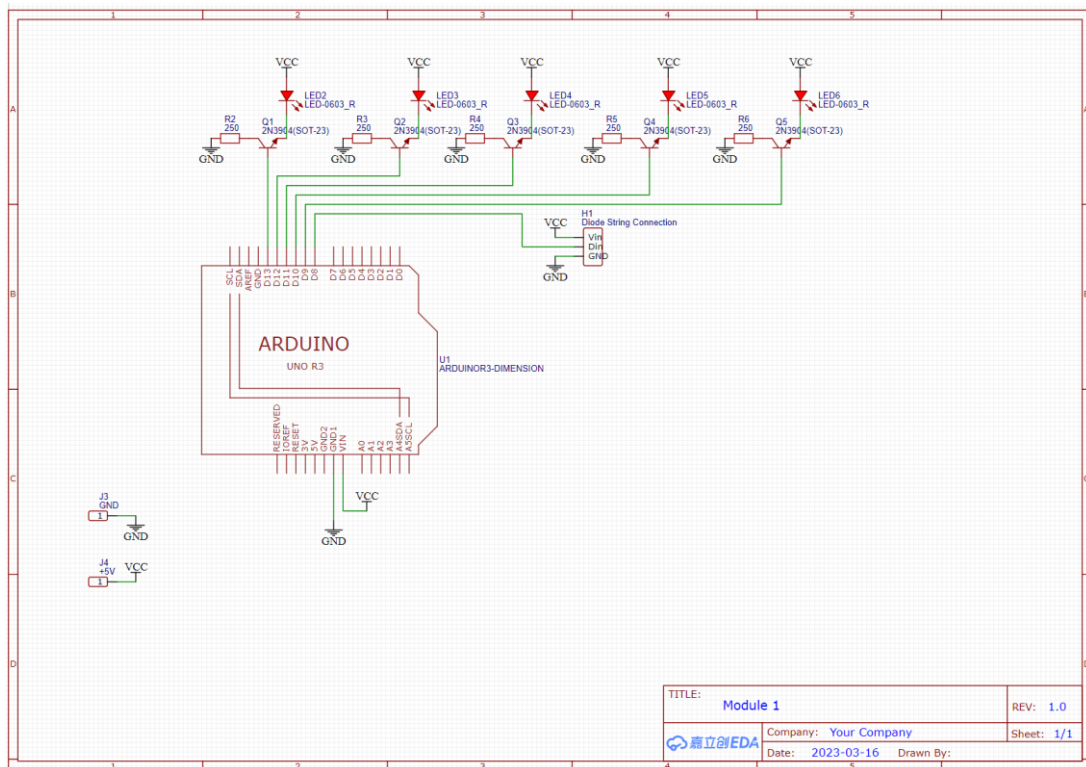 1 2 3 4 5
A
B
C
D
VCC VCC VCC VCC VCC
LED2 LED3 LED4 LED5 LED6
LED-0603_R LED-0603_R LED-0603_R LED-0603_R LED-0603_R
R2 R3 R4 R5 R6
250 250 250 250 250
Q1 Q2 Q3 Q4 Q5
2N3904(SOT-23) 2N3904(SOT-23) 2N3904(SOT-23) 2N3904(SOT-23) 2N3904(SOT-23)
GND GND GND GND GND
H1
Diode String Connection
VCC
Vin
Din
GND
GND
SCL SDA AREF GND D13 D12 D11 D10 D9 D8 D7 D6 D5 D4 D3 D2 D1 D0
ARDUINO
UNO R3
U1
ARDUINOR3-DIMENSION
RESERVED IOREF RESET 3V 5V GND2 GND1 VIN A0 A1 A2 A3 A4SDA A5SCL
VCC
GND
J3
GND
1
GND
J4
+5V
1
VCC
TITLE:
Module 1
REV: 1.0
嘉立创EDA
Company: Your Company
Sheet: 1/1
Date: 2023-03-16 Drawn By:
1 2 3 4 5